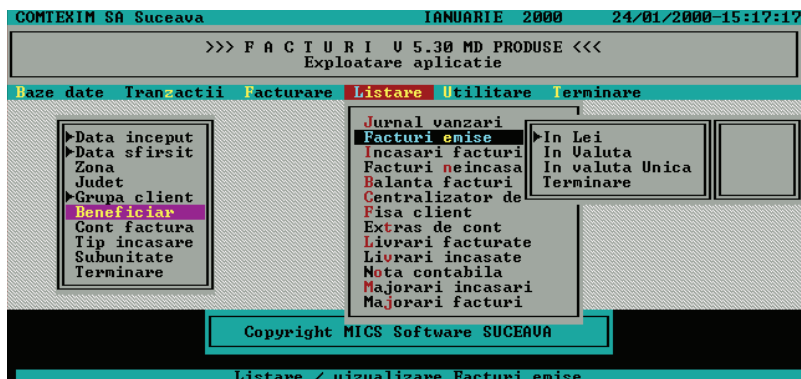 COMTEXIM SA Suceava IANUARIE 2000 24/01/2000-15:17:17
>>> F A C T U R I V 5.30 MD PRODUSE <<<
Exploatare aplicatie
Baze date Tranzactii Facturare Listare Utilitare Terminare
Data inceput
Data sfirsit
Zona
Judet
Grupa client
Beneficiar
Cont factura
Tip incasare
Subunitate
Terminare
Jurnal vanzari
Facturi emise
Incasari facturi
Facturi neincasa
Balanta facturi
Centralizator de
Fisa client
Extras de cont
Livrari facturate
Livrari incasate
Nota contabila
Majorari incasari
Majorari facturi
In Lei
In Valuta
In valuta Unica
Terminare
Copyright MICS Software SUCEAVA
Listare / vizualizare Facturi emise